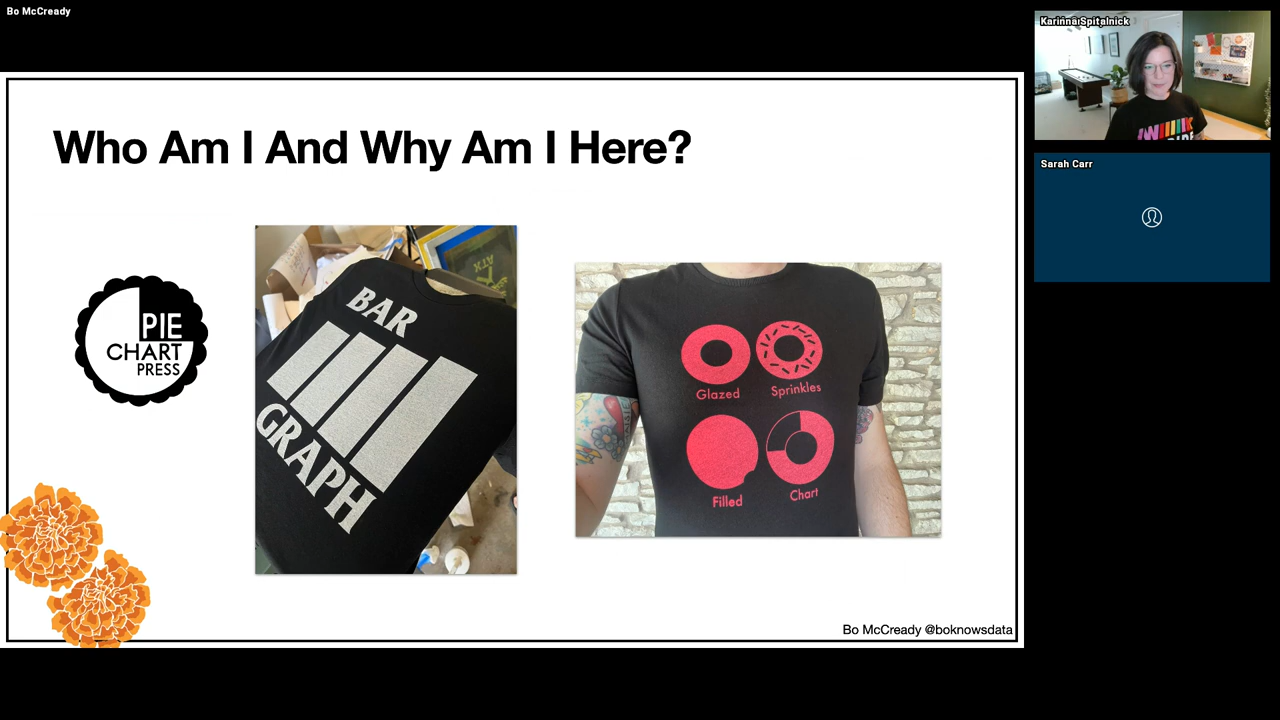 Bo McCready
Who Am I And Why Am I Here?
PIE
CHART
PRESS
BAR
GRAPH
Glazed
Sprinkles
Filled
Chart
Bo McCready @boknowsdata
Karinna Spitalnick
Sarah Carr